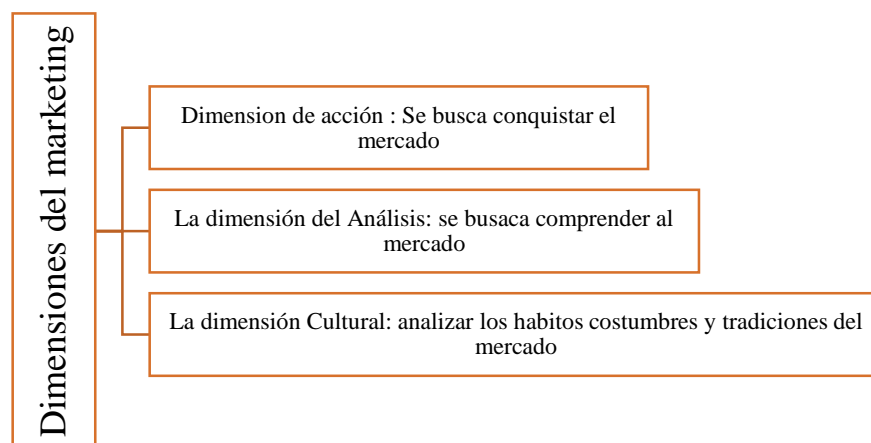 Dimensiones del marketing
Dimension de acción : Se busca conquistar el
mercado
La dimensión del Análisis: se busaca comprender al
mercado
La dimensión Cultural: analizar los habitos costumbres y tradiciones del
mercado